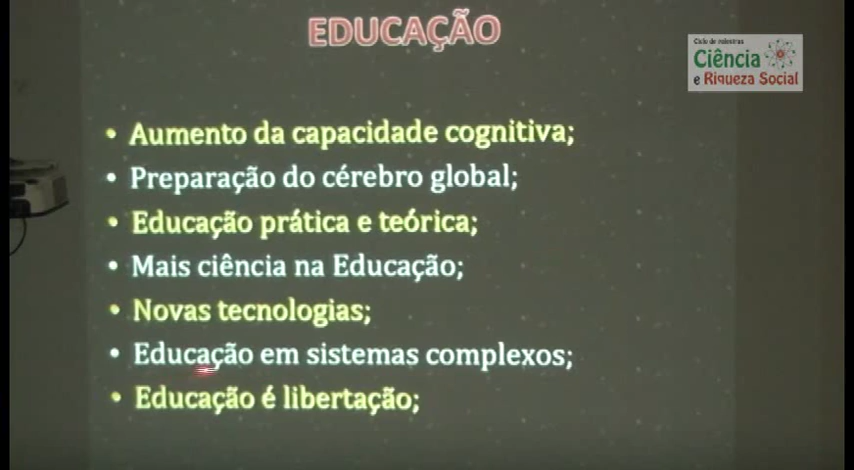 EDUCAÇÃO
Ciclo de palestras
Ciência
e Riqueza Social
• Aumento da capacidade cognitiva;
• Preparação do cérebro global;
• Educação prática e teórica;
• Mais ciência na Educação;
• Novas tecnologias;
• Educação em sistemas complexos;
• Educação é libertação;